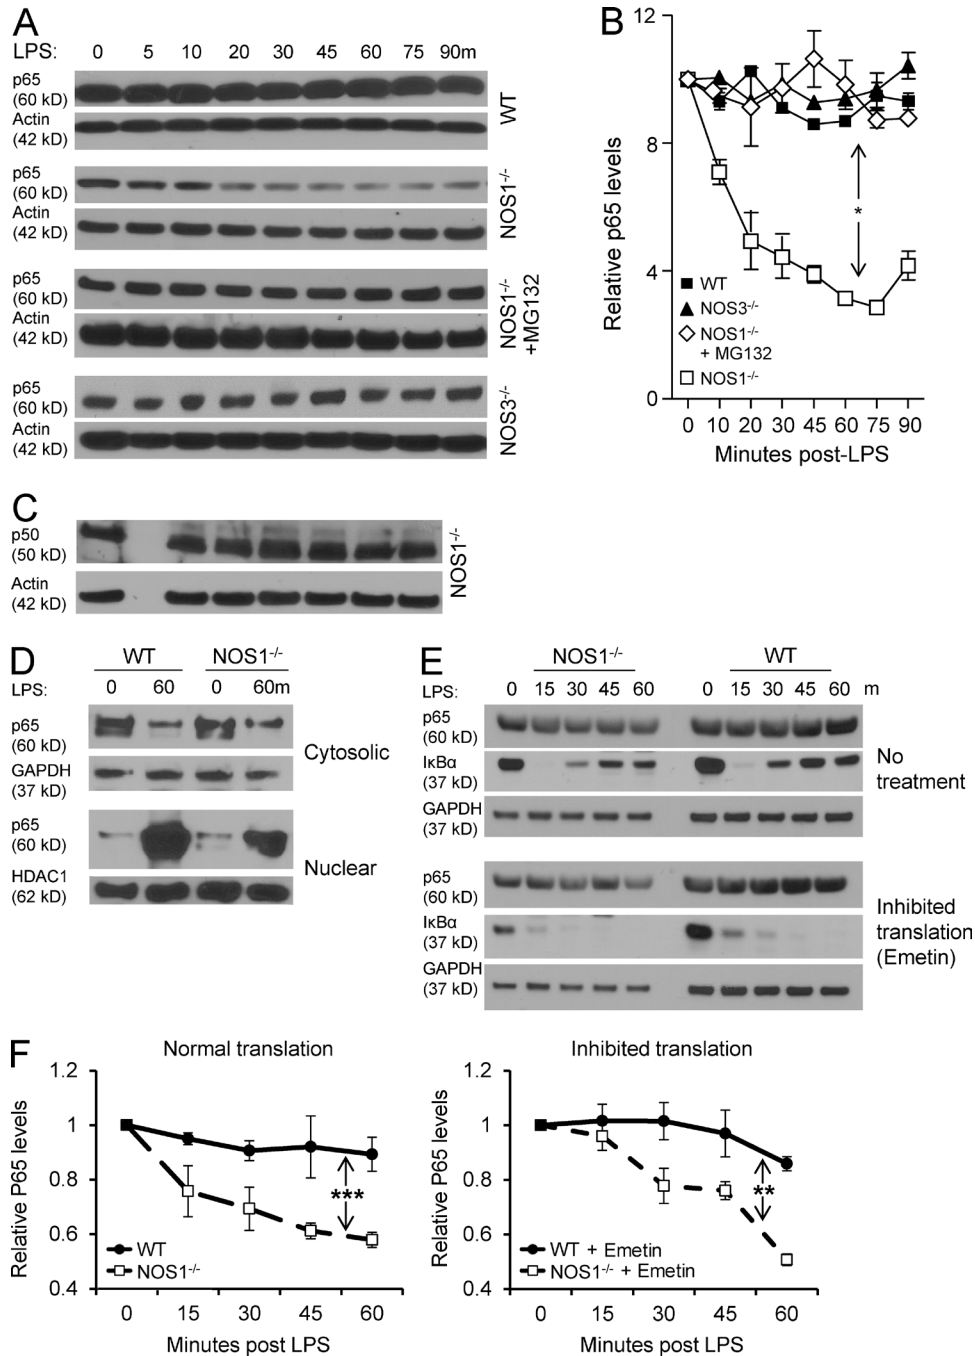 A
LPS: 0 5 10 20 30 45 60 75 90m
p65
(60 kD)
Actin
(42 kD)
WT
p65
(60 kD)
Actin
(42 kD)
NOS1-/-
p65
(60 kD)
Actin
(42 kD)
NOS1-/-
+MG132
p65
(60 kD)
Actin
(42 kD)
NOS3-/-
B
12
8
4
0
Relative p65 levels
*
WT
NOS3-/-
NOS1-/-
+ MG132
NOS1-/-
0 10 20 30 45 60 75 90
Minutes post-LPS
C
p50
(50 kD)
Actin
(42 kD)
NOS1-/-
D
WT NOS1-/-
LPS: 0 60 0 60m
p65
(60 kD)
GAPDH
(37 kD)
Cytosolic
p65
(60 kD)
HDAC1
(62 kD)
Nuclear
E
NOS1-/- WT
LPS: 0 15 30 45 60 0 15 30 45 60 m
p65
(60 kD)
IκBα
(37 kD)
GAPDH
(37 kD)
No
treatment
p65
(60 kD)
IκBα
(37 kD)
GAPDH
(37 kD)
Inhibited
translation
(Emetin)
F
Normal translation
1.2
1
0.8
0.6
0.4
Relative P65 levels
***
WT
NOS1-/-
0 15 30 45 60
Minutes post LPS
Inhibited translation
1.2
1
0.8
0.6
0.4
Relative P65 levels
**
WT + Emetin
NOS1-/- + Emetin
0 15 30 45 60
Minutes post LPS